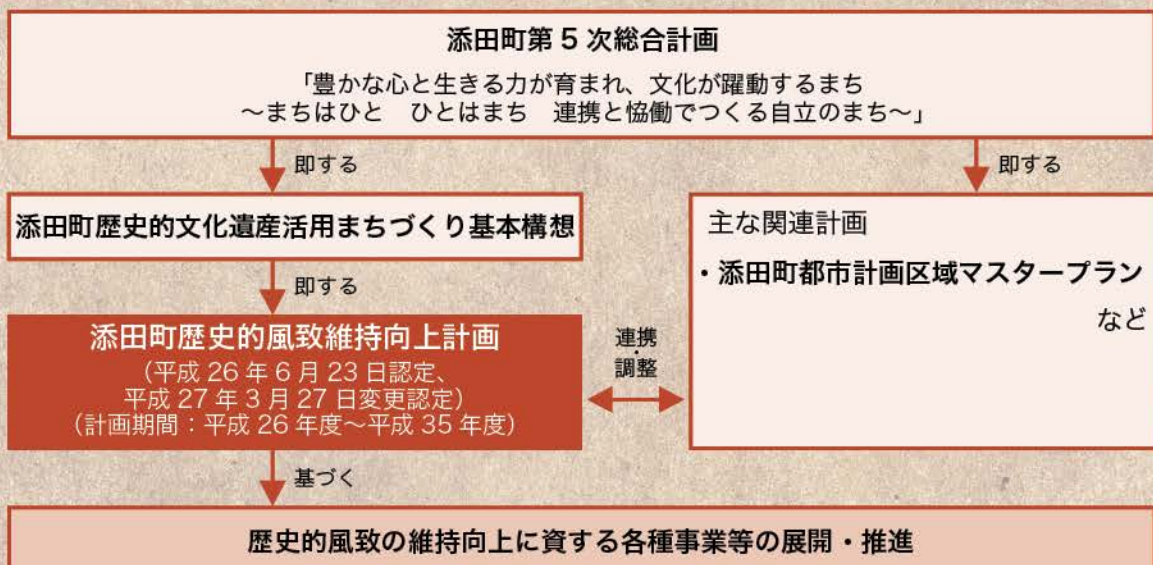 添田町第5次総合計画
「豊かな心と生きる力が育まれ、文化が躍動するまち
～まちはひと　ひとはまち　連携と恊働でつくる自立のまち～」
即する
即する
添田町歴史的文化遺産活用まちづくり基本構想
主な関連計画
・添田町都市計画区域マスタープラン
など
即する
添田町歴史的風致維持向上計画
（平成 26 年 6 月 23 日認定、
平成 27 年 3 月 27 日変更認定）
（計画期間：平成 26 年度～平成 35 年度）
連携
・
調整
基づく
歴史的風致の維持向上に資する各種事業等の展開・推進